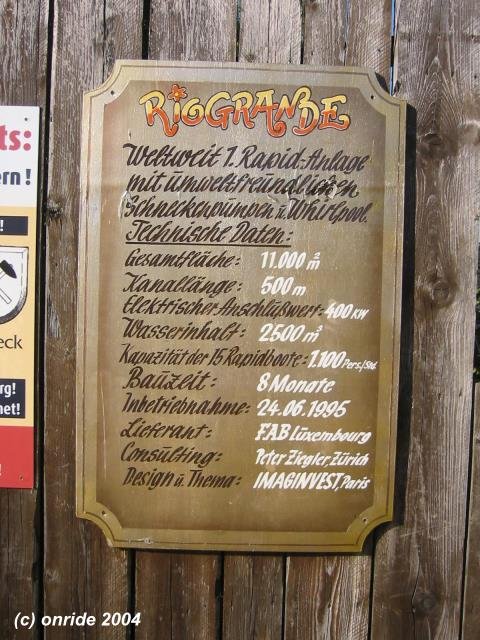 RIOGRANDE
Weltweit 1. Rapid-Anlage
mit umweltfreundlichen
Schneckenpumpen u. Whirlpool.
Technische Daten:
Gesamtfläche: 11.000 m²
Kanallänge: 500 m
Elektrischer Anschlußwert: 400 KW
Wasserinhalt: 2500 m³
Kapazität der 15 Rapidboote: 1.100 Pers./Std.
Bauzeit: 8 Monate
Inbetriebnahme: 24.06.1995
Lieferant: FAB Luxembourg
Consulting: Peter Ziegler, Zürich
Design u. Thema: IMAGINVEST, Paris
ts:
ern!
!
eck
rg!
net!
!
(c) onride 2004